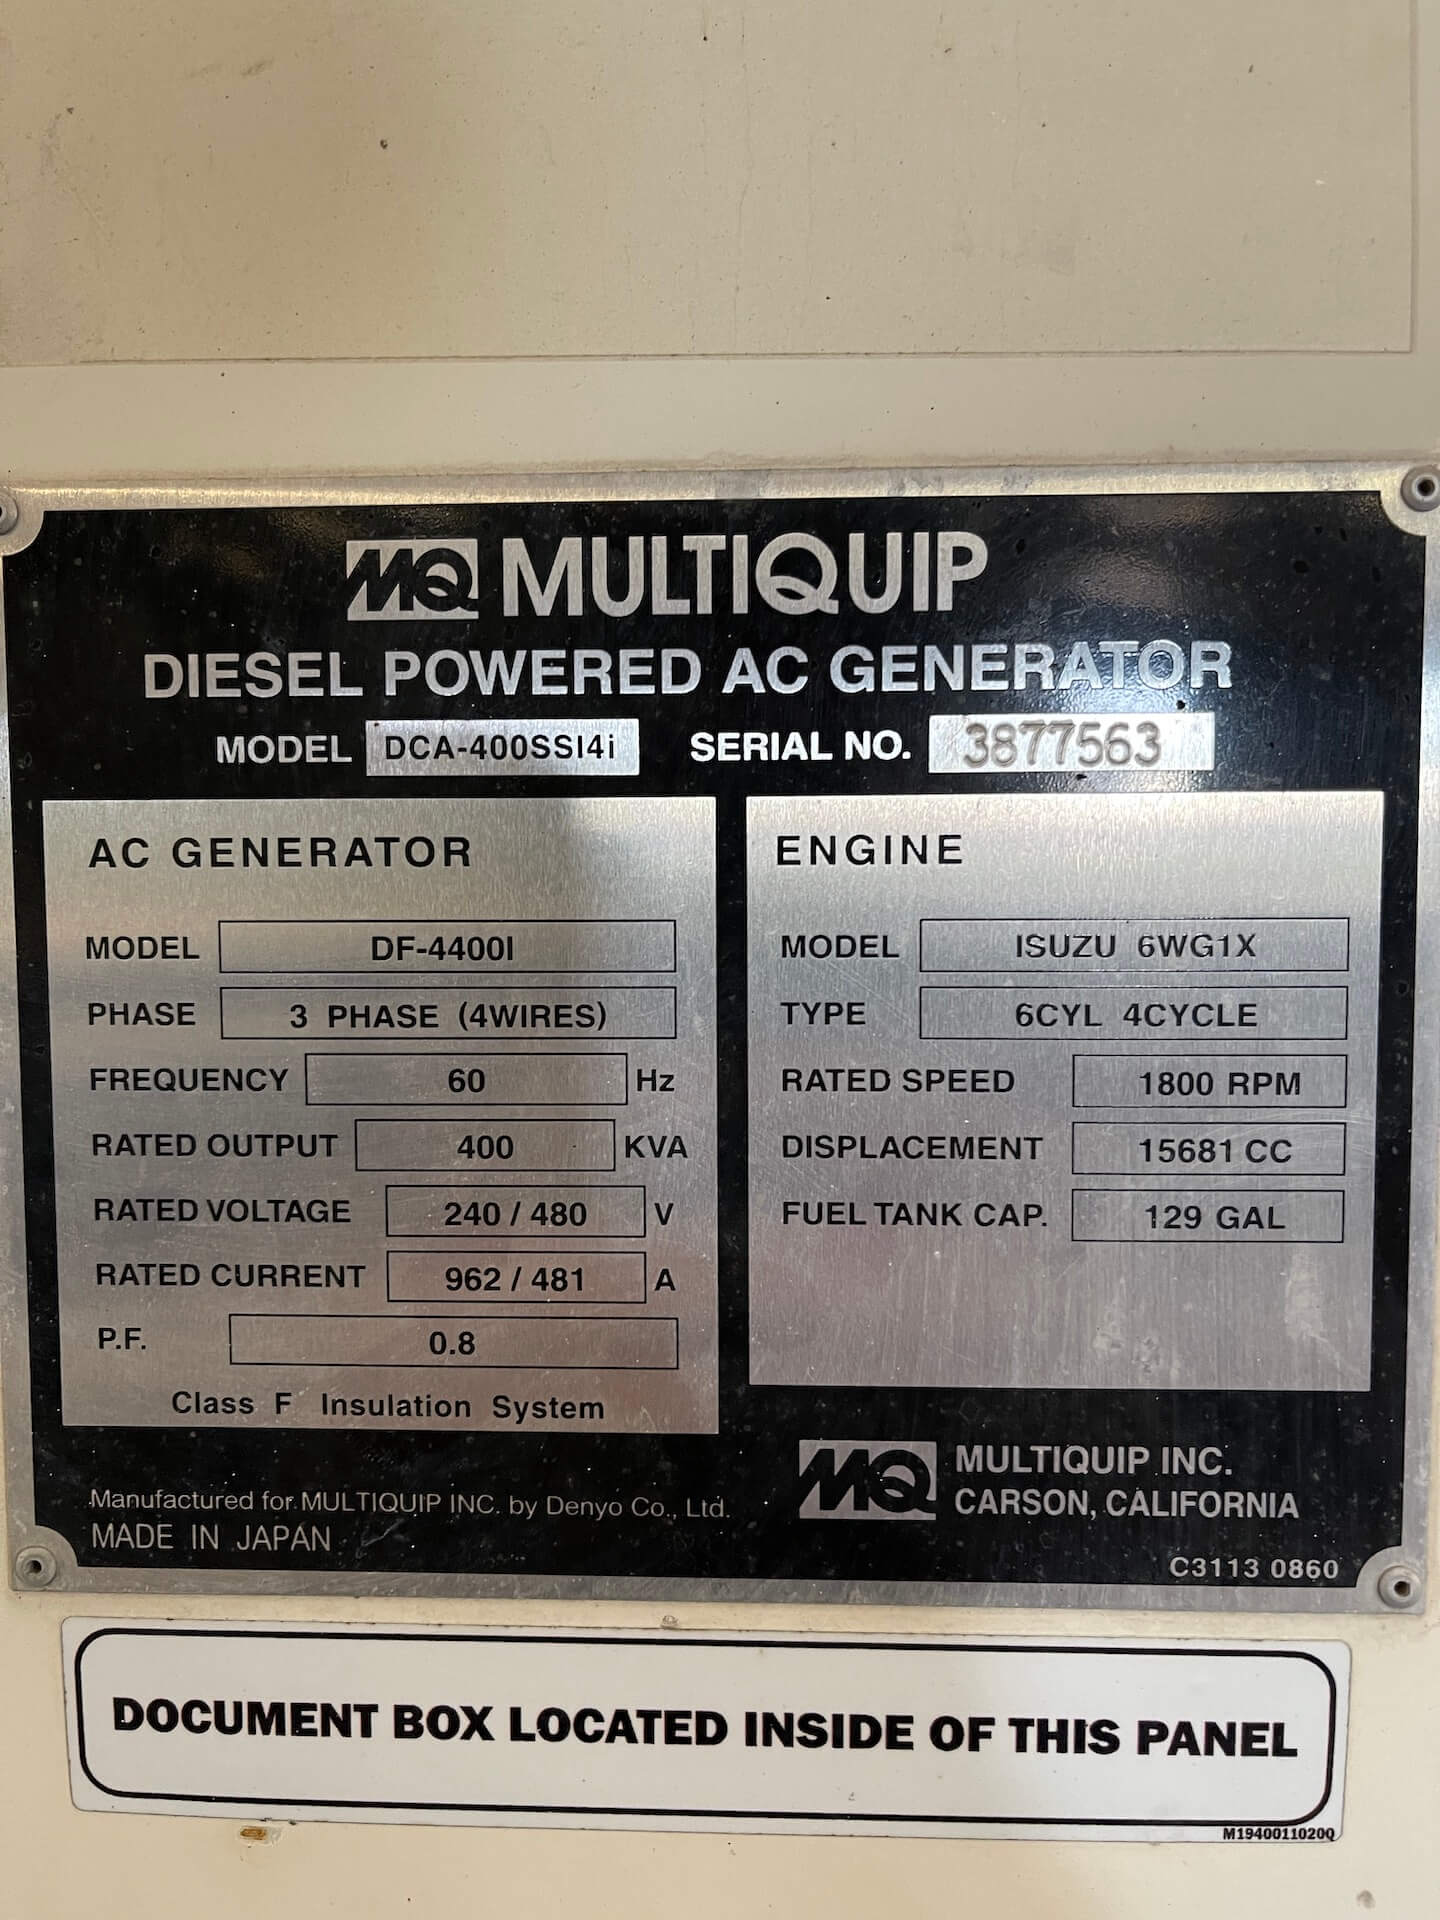 MQ MULTIQUIP
DIESEL POWERED AC GENERATOR
MODEL DCA-400SSI4i SERIAL NO. 3877563
AC GENERATOR
MODEL DF-4400I
PHASE 3 PHASE (4WIRES)
FREQUENCY 60 Hz
RATED OUTPUT 400 KVA
RATED VOLTAGE 240 / 480 V
RATED CURRENT 962 / 481 A
P.F. 0.8
Class F Insulation System
ENGINE
MODEL ISUZU 6WG1X
TYPE 6CYL 4CYCLE
RATED SPEED 1800 RPM
DISPLACEMENT 15681 CC
FUEL TANK CAP. 129 GAL
Manufactured for MULTIQUIP INC. by Denyo Co., Ltd.
MADE IN JAPAN
MQ MULTIQUIP INC.
CARSON, CALIFORNIA
C3113 0860
DOCUMENT BOX LOCATED INSIDE OF THIS PANEL
M1940011020Q